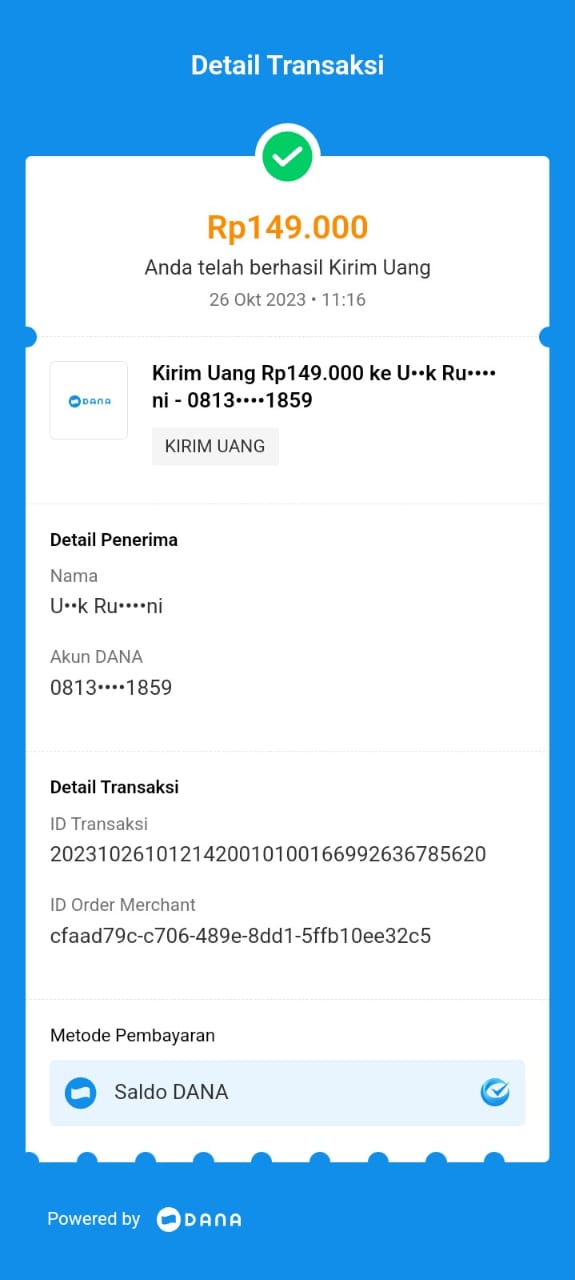 Detail Transaksi
Rp149.000
Anda telah berhasil Kirim Uang
26 Okt 2023 • 11:16
DANA
Kirim Uang Rp149.000 ke U••k Ru••••
ni - 0813••••1859
KIRIM UANG
Detail Penerima
Nama
U••k Ru••••ni
Akun DANA
0813••••1859
Detail Transaksi
ID Transaksi
2023102610121420010100166992636785620
ID Order Merchant
cfaad79c-c706-489e-8dd1-5ffb10ee32c5
Metode Pembayaran
Saldo DANA
Powered by DANA